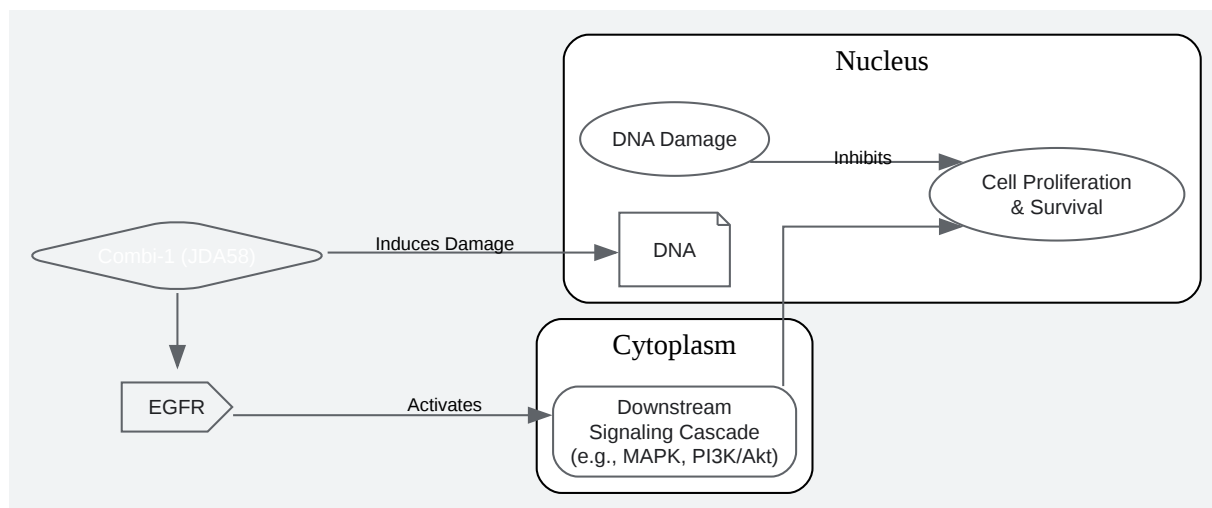 Nucleus
DNA Damage
Inhibits
Cell Proliferation
& Survival
Combi-1 (JDA58)
Induces Damage
DNA
Cytoplasm
EGFR
Activates
Downstream
Signaling Cascade
(e.g., MAPK, PI3K/Akt)